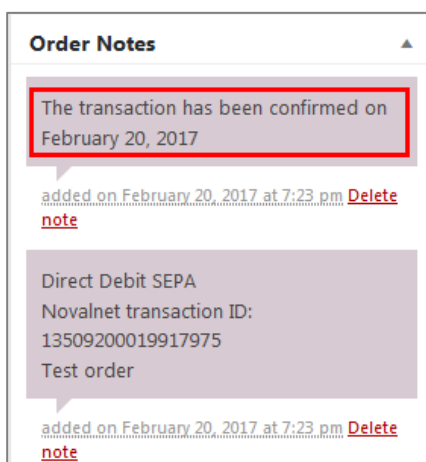 Order Notes
The transaction has been confirmed on
February 20, 2017
added on February 20, 2017 at 7:23 pm Delete
note
Direct Debit SEPA
Novalnet transaction ID:
13509200019917975
Test order
added on February 20, 2017 at 7:23 pm Delete
note